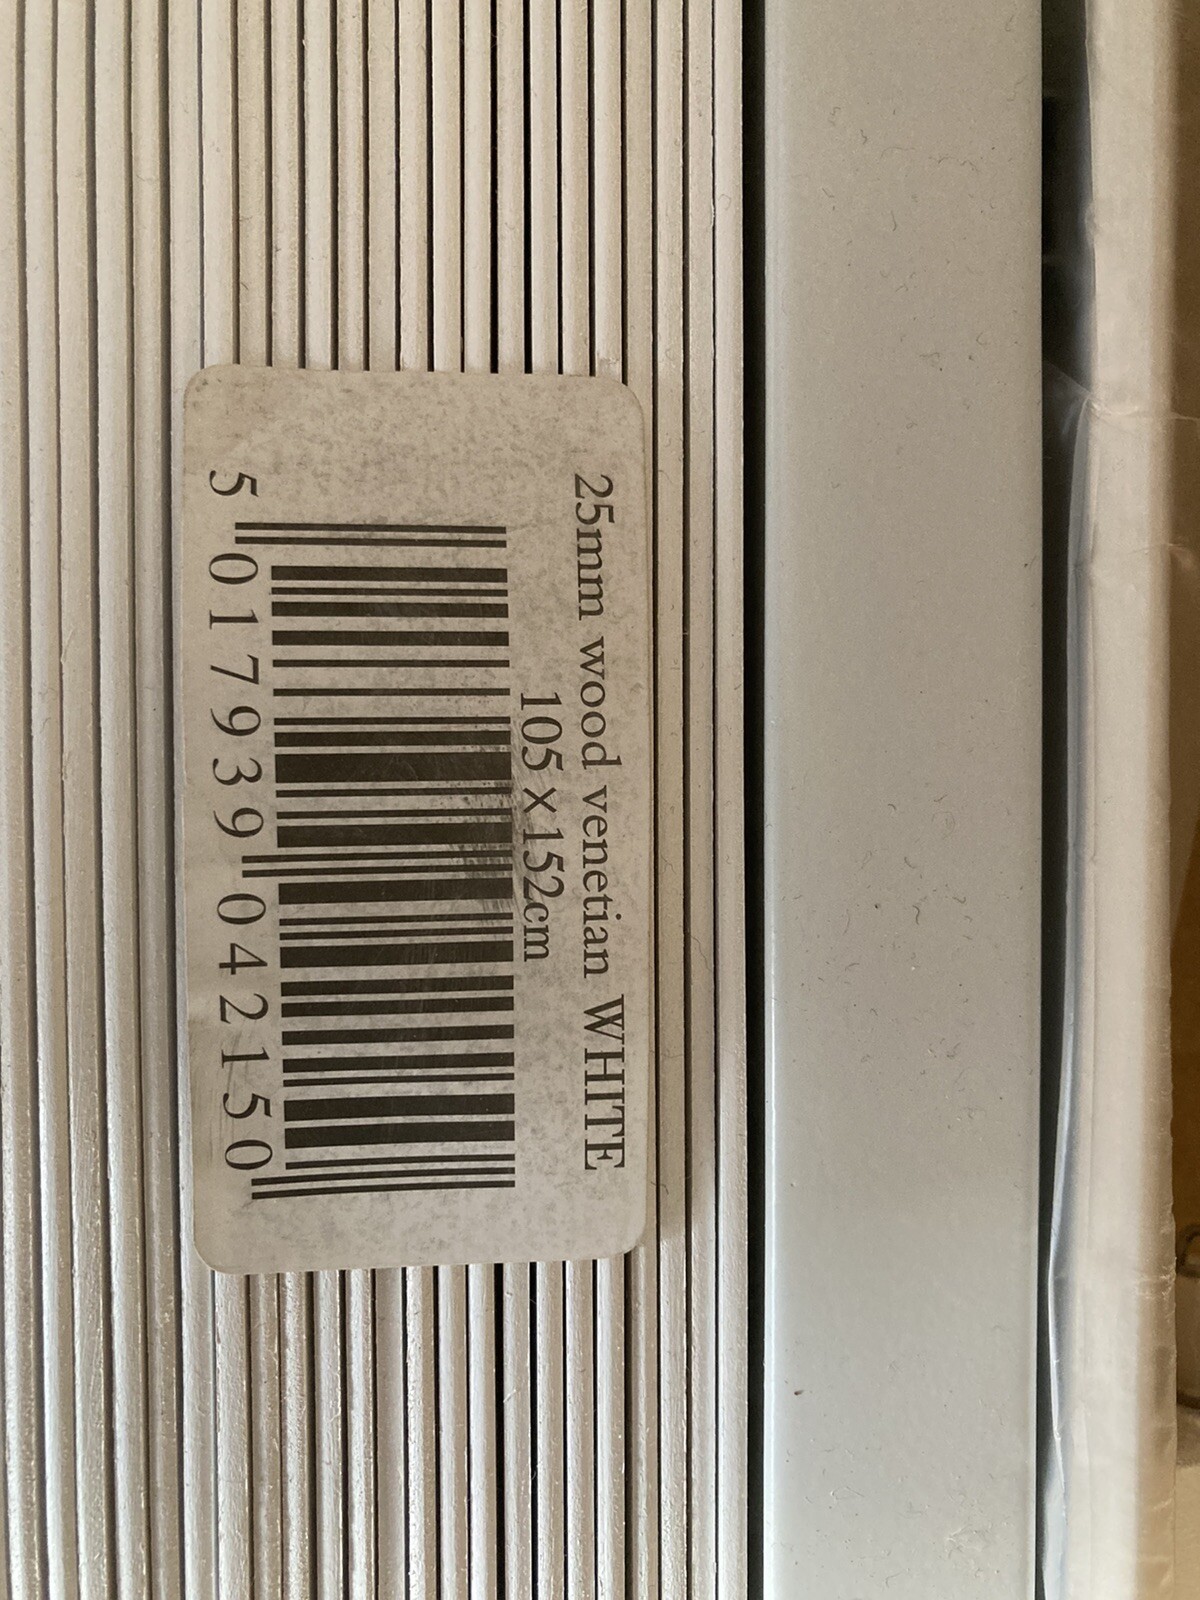 25mm wood venetian WHITE
105 x 152cm
5 017939 042150